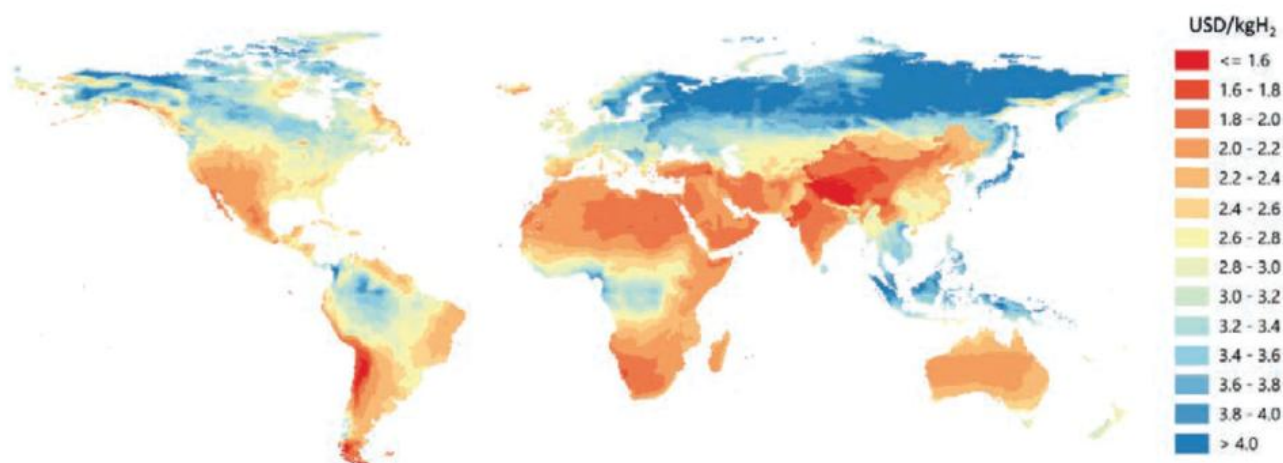 USD/kgH₂
<= 1.6
1.6 - 1.8
1.8 - 2.0
2.0 - 2.2
2.2 - 2.4
2.4 - 2.6
2.6 - 2.8
2.8 - 3.0
3.0 - 3.2
3.2 - 3.4
3.4 - 3.6
3.6 - 3.8
3.8 - 4.0
> 4.0